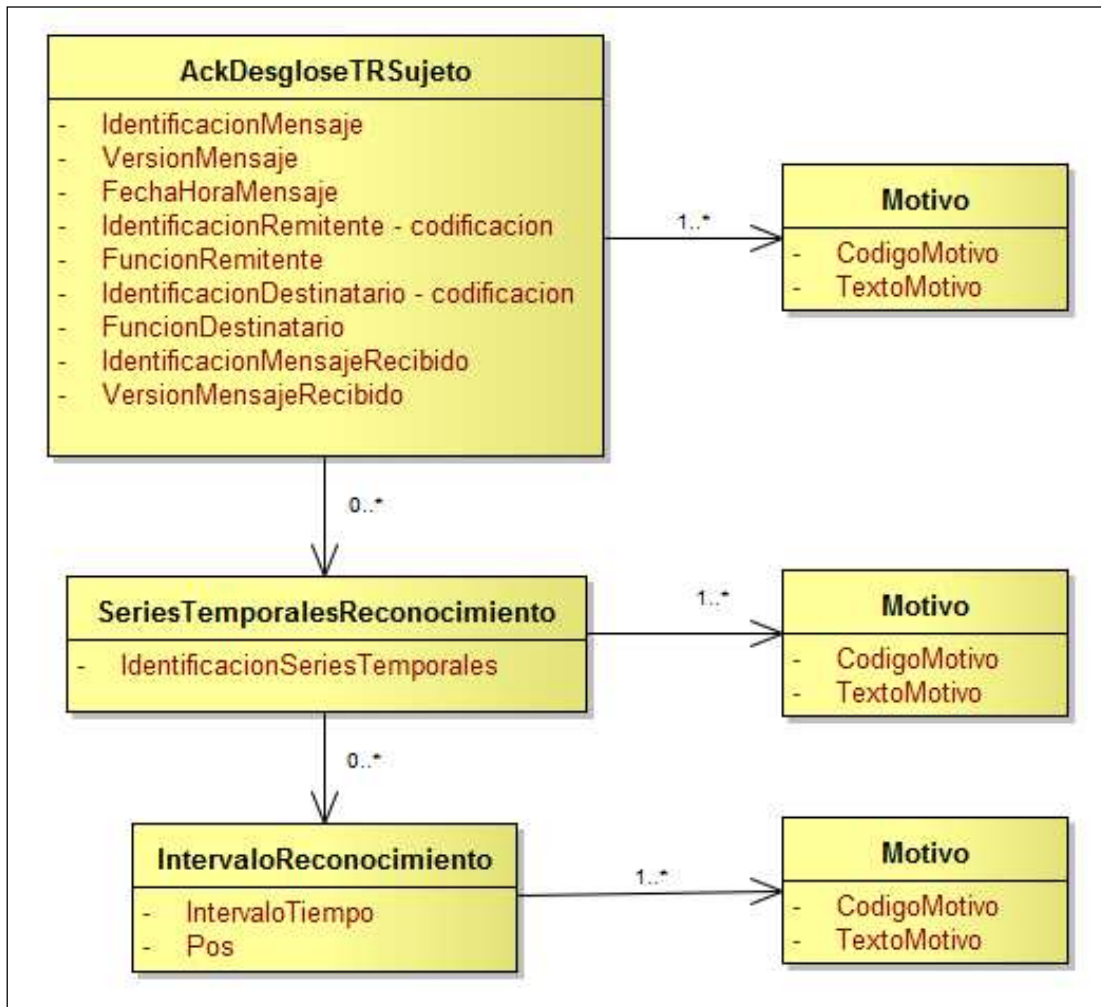 AckDesgloseTRSujeto
- IdentificacionMensaje
- VersionMensaje
- FechaHoraMensaje
- IdentificacionRemitente - codificacion
- FuncionRemitente
- IdentificacionDestinatario - codificacion
- FuncionDestinatario
- IdentificacionMensajeRecibido
- VersionMensajeRecibido
1..*
Motivo
- CodigoMotivo
- TextoMotivo
0..*
SeriesTemporalesReconocimiento
- IdentificacionSeriesTemporales
1..*
Motivo
- CodigoMotivo
- TextoMotivo
0..*
IntervaloReconocimiento
- IntervaloTiempo
- Pos
1..*
Motivo
- CodigoMotivo
- TextoMotivo